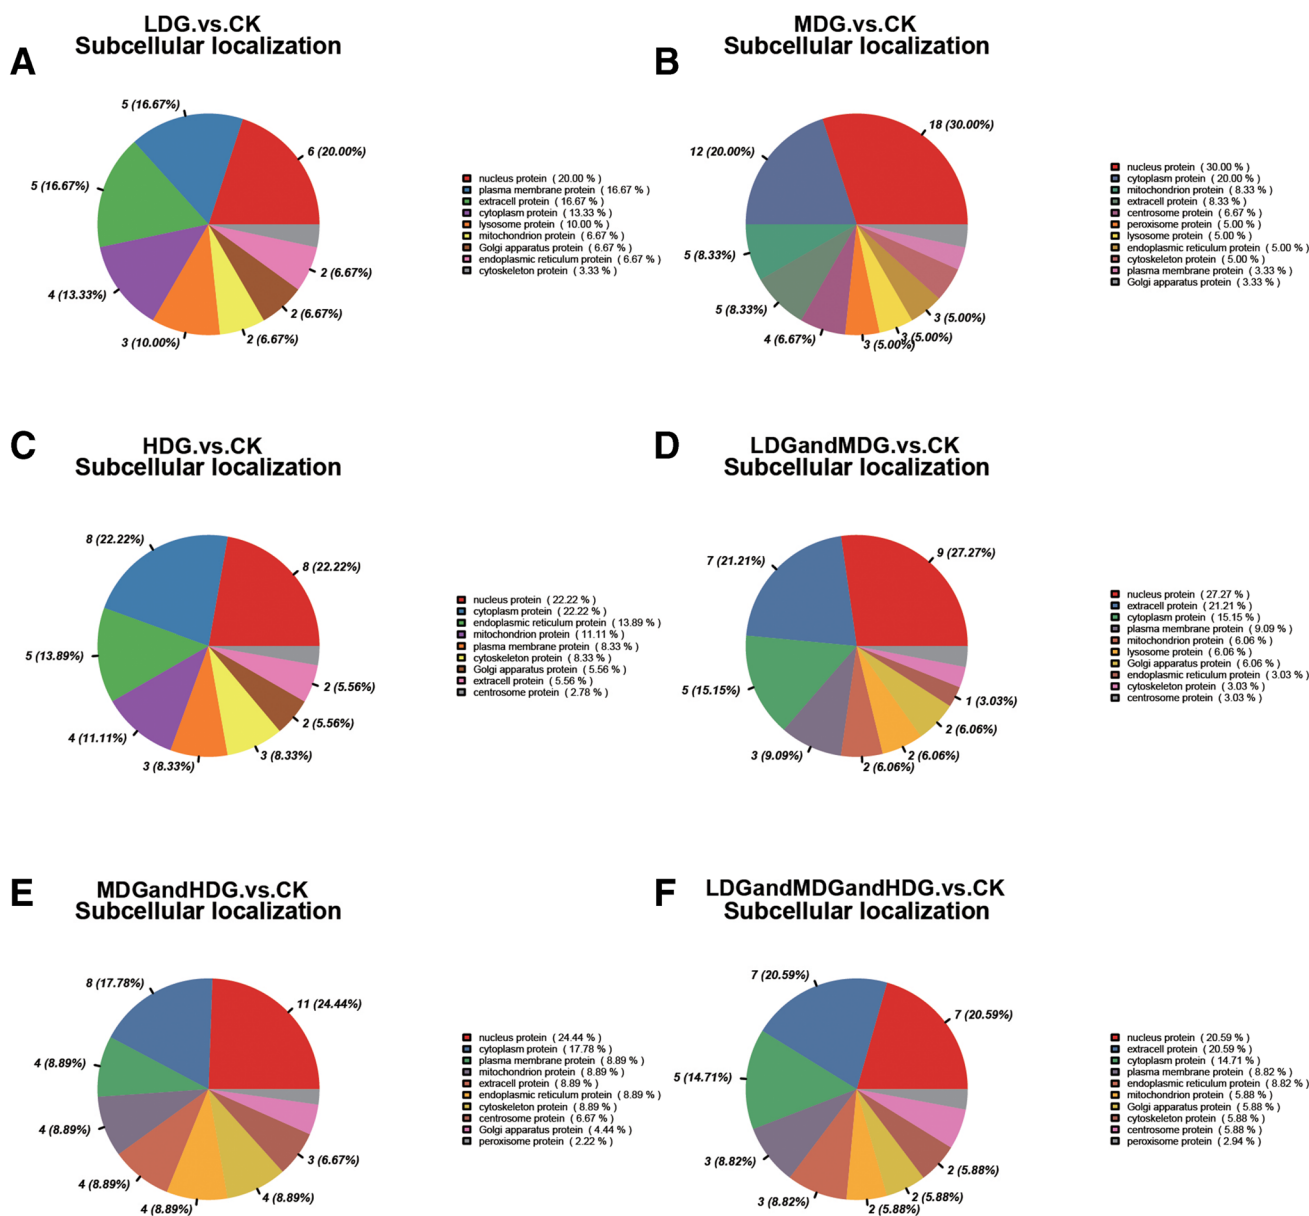 A
LDG.vs.CK
Subcellular localization
5 (16.67%)
6 (20.00%)
5 (16.67%)
4 (13.33%)
3 (10.00%)
2 (6.67%)
2 (6.67%)
2 (6.67%)
nucleus protein ( 20.00 % )
plasma membrane protein ( 16.67 % )
extracell protein ( 16.67 % )
cytoplasm protein ( 13.33 % )
lysosome protein ( 10.00 % )
mitochondrion protein ( 6.67 % )
Golgi apparatus protein ( 6.67 % )
endoplasmic reticulum protein ( 6.67 % )
cytoskeleton protein ( 3.33 % )
B
MDG.vs.CK
Subcellular localization
18 (30.00%)
12 (20.00%)
5 (8.33%)
5 (8.33%)
4 (6.67%)
3 (5.00%)
3 (5.00%)
3 (5.00%)
nucleus protein ( 30.00 % )
cytoplasm protein ( 20.00 % )
mitochondrion protein ( 8.33 % )
extracell protein ( 8.33 % )
centrosome protein ( 6.67 % )
peroxisome protein ( 5.00 % )
lysosome protein ( 5.00 % )
endoplasmic reticulum protein ( 5.00 % )
cytoskeleton protein ( 5.00 % )
plasma membrane protein ( 3.33 % )
Golgi apparatus protein ( 3.33 % )
C
HDG.vs.CK
Subcellular localization
8 (22.22%)
8 (22.22%)
5 (13.89%)
4 (11.11%)
3 (8.33%)
3 (8.33%)
2 (5.56%)
2 (5.56%)
nucleus protein ( 22.22 % )
cytoplasm protein ( 22.22 % )
endoplasmic reticulum protein ( 13.89 % )
mitochondrion protein ( 11.11 % )
plasma membrane protein ( 8.33 % )
cytoskeleton protein ( 8.33 % )
Golgi apparatus protein ( 5.56 % )
extracell protein ( 5.56 % )
centrosome protein ( 2.78 % )
D
LDGandMDG.vs.CK
Subcellular localization
9 (27.27%)
7 (21.21%)
5 (15.15%)
3 (9.09%)
2 (6.06%)
2 (6.06%)
2 (6.06%)
1 (3.03%)
nucleus protein ( 27.27 % )
extracell protein ( 21.21 % )
cytoplasm protein ( 15.15 % )
plasma membrane protein ( 9.09 % )
mitochondrion protein ( 6.06 % )
lysosome protein ( 6.06 % )
Golgi apparatus protein ( 6.06 % )
endoplasmic reticulum protein ( 3.03 % )
cytoskeleton protein ( 3.03 % )
centrosome protein ( 3.03 % )
E
MDGandHDG.vs.CK
Subcellular localization
8 (17.78%)
11 (24.44%)
4 (8.89%)
4 (8.89%)
4 (8.89%)
4 (8.89%)
4 (8.89%)
3 (6.67%)
nucleus protein ( 24.44 % )
cytoplasm protein ( 17.78 % )
plasma membrane protein ( 8.89 % )
mitochondrion protein ( 8.89 % )
extracell protein ( 8.89 % )
endoplasmic reticulum protein ( 8.89 % )
cytoskeleton protein ( 8.89 % )
centrosome protein ( 6.67 % )
Golgi apparatus protein ( 4.44 % )
peroxisome protein ( 2.22 % )
F
LDGandMDGandHDG.vs.CK
Subcellular localization
7 (20.59%)
7 (20.59%)
5 (14.71%)
3 (8.82%)
3 (8.82%)
2 (5.88%)
2 (5.88%)
2 (5.88%)
nucleus protein ( 20.59 % )
extracell protein ( 20.59 % )
cytoplasm protein ( 14.71 % )
plasma membrane protein ( 8.82 % )
endoplasmic reticulum protein ( 8.82 % )
mitochondrion protein ( 5.88 % )
Golgi apparatus protein ( 5.88 % )
cytoskeleton protein ( 5.88 % )
centrosome protein ( 5.88 % )
peroxisome protein ( 2.94 % )